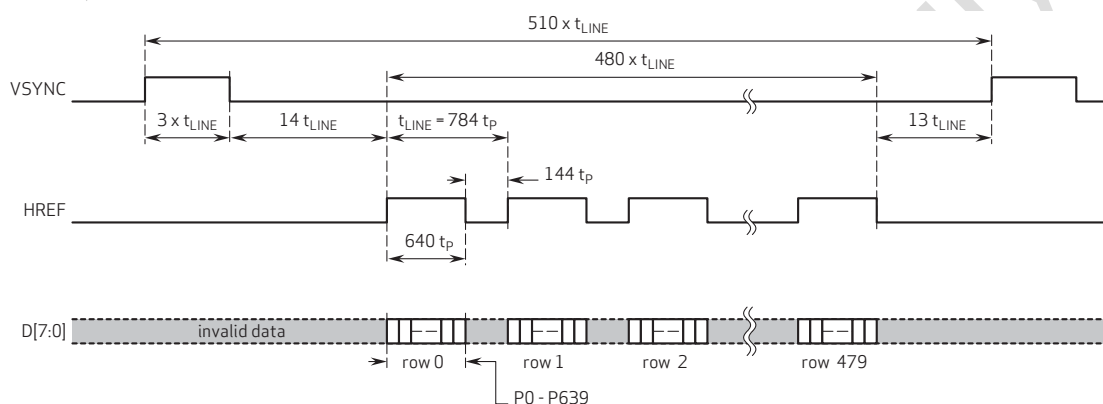 510 x tLINE
480 x tLINE
VSYNC
3 x tLINE
14 tLINE
tLINE = 784 tP
13 tLINE
144 tP
HREF
640 tP
D[7:0]
invalid data
row 0
row 1
row 2
row 479
P0 - P639